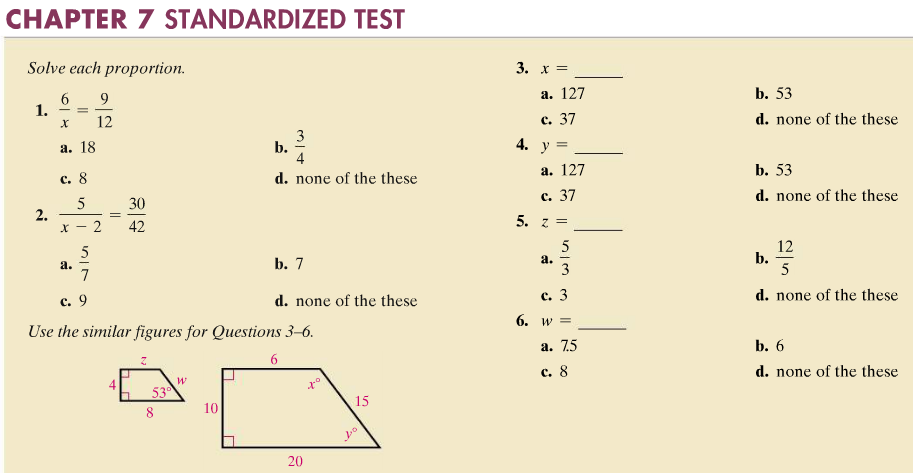 CHAPTER 7 STANDARDIZED TEST
Solve each proportion.
1. 6/x = 9/12
a. 18
b. 3/4
c. 8
d. none of the these
2. 5/(x − 2) = 30/42
a. 5/7
b. 7
c. 9
d. none of the these
Use the similar figures for Questions 3–6.
z
4
53°
w
8
6
x°
10
15
y°
20
3. x = ______
a. 127
b. 53
c. 37
d. none of the these
4. y = ______
a. 127
b. 53
c. 37
d. none of the these
5. z = ______
a. 5/3
b. 12/5
c. 3
d. none of the these
6. w = ______
a. 7.5
b. 6
c. 8
d. none of the these